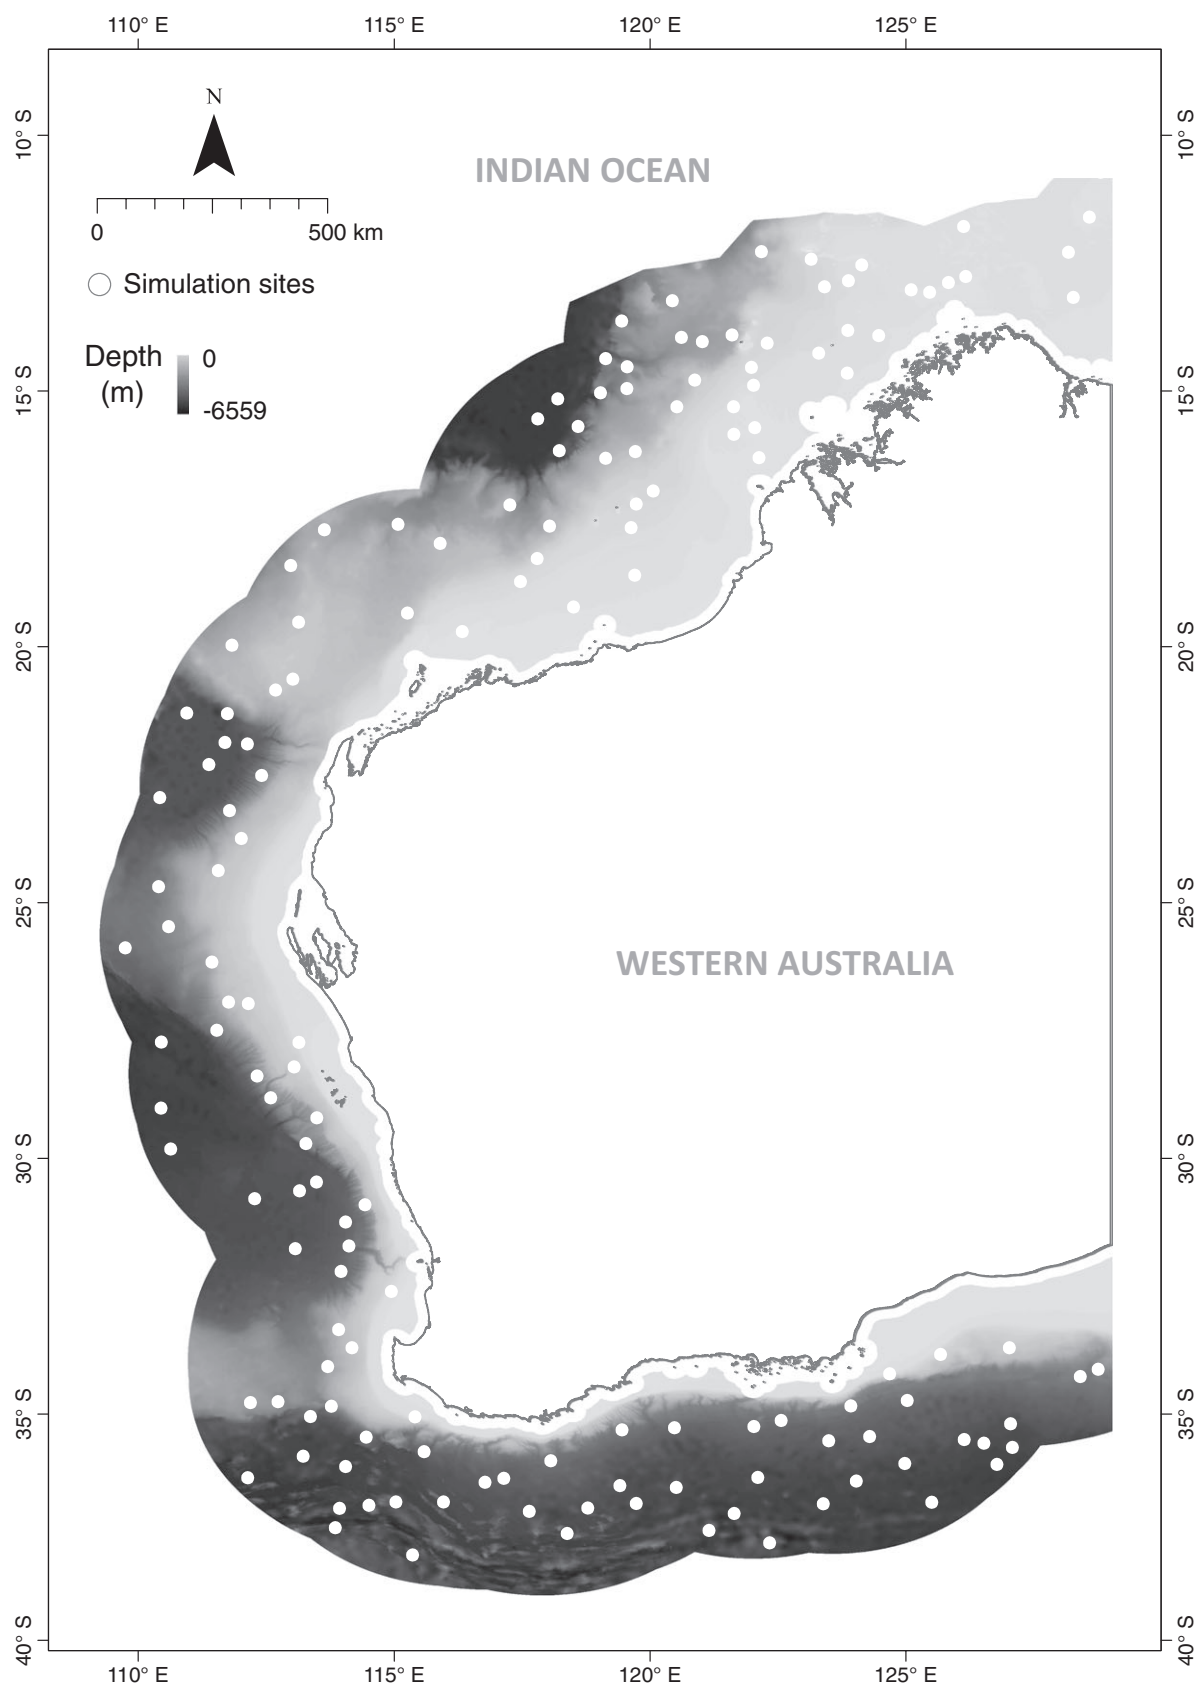 110° E 115° E 120° E 125° E
N
10° S 10° S
INDIAN OCEAN
0 500 km
Simulation sites
Depth
(m)
0
-6559
15° S 15° S
20° S 20° S
25° S 25° S
WESTERN AUSTRALIA
30° S 30° S
35° S 35° S
40° S 40° S
110° E 115° E 120° E 125° E